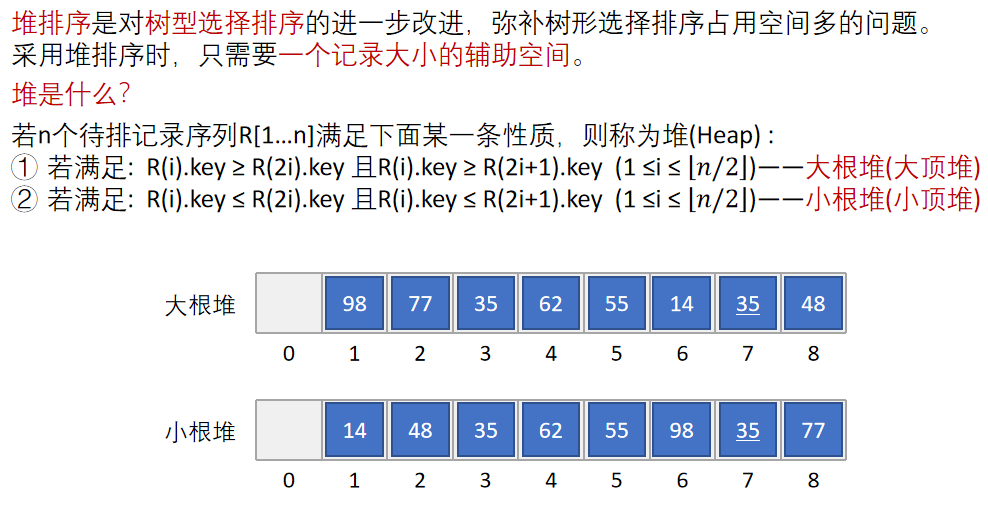 堆排序是对树型选择排序的进一步改进，弥补树形选择排序占用空间多的问题。
采用堆排序时，只需要一个记录大小的辅助空间。
堆是什么？
若n个待排记录序列R[1…n]满足下面某一条性质，则称为堆(Heap)：
① 若满足: R(i).key ≥ R(2i).key 且R(i).key ≥ R(2i+1).key (1 ≤i ≤ ⌊n/2⌋)——大根堆(大顶堆)
② 若满足: R(i).key ≤ R(2i).key 且R(i).key ≤ R(2i+1).key (1 ≤i ≤ ⌊n/2⌋)——小根堆(小顶堆)
大根堆 98 77 35 62 55 14 35 48
0 1 2 3 4 5 6 7 8
小根堆 14 48 35 62 55 98 35 77
0 1 2 3 4 5 6 7 8